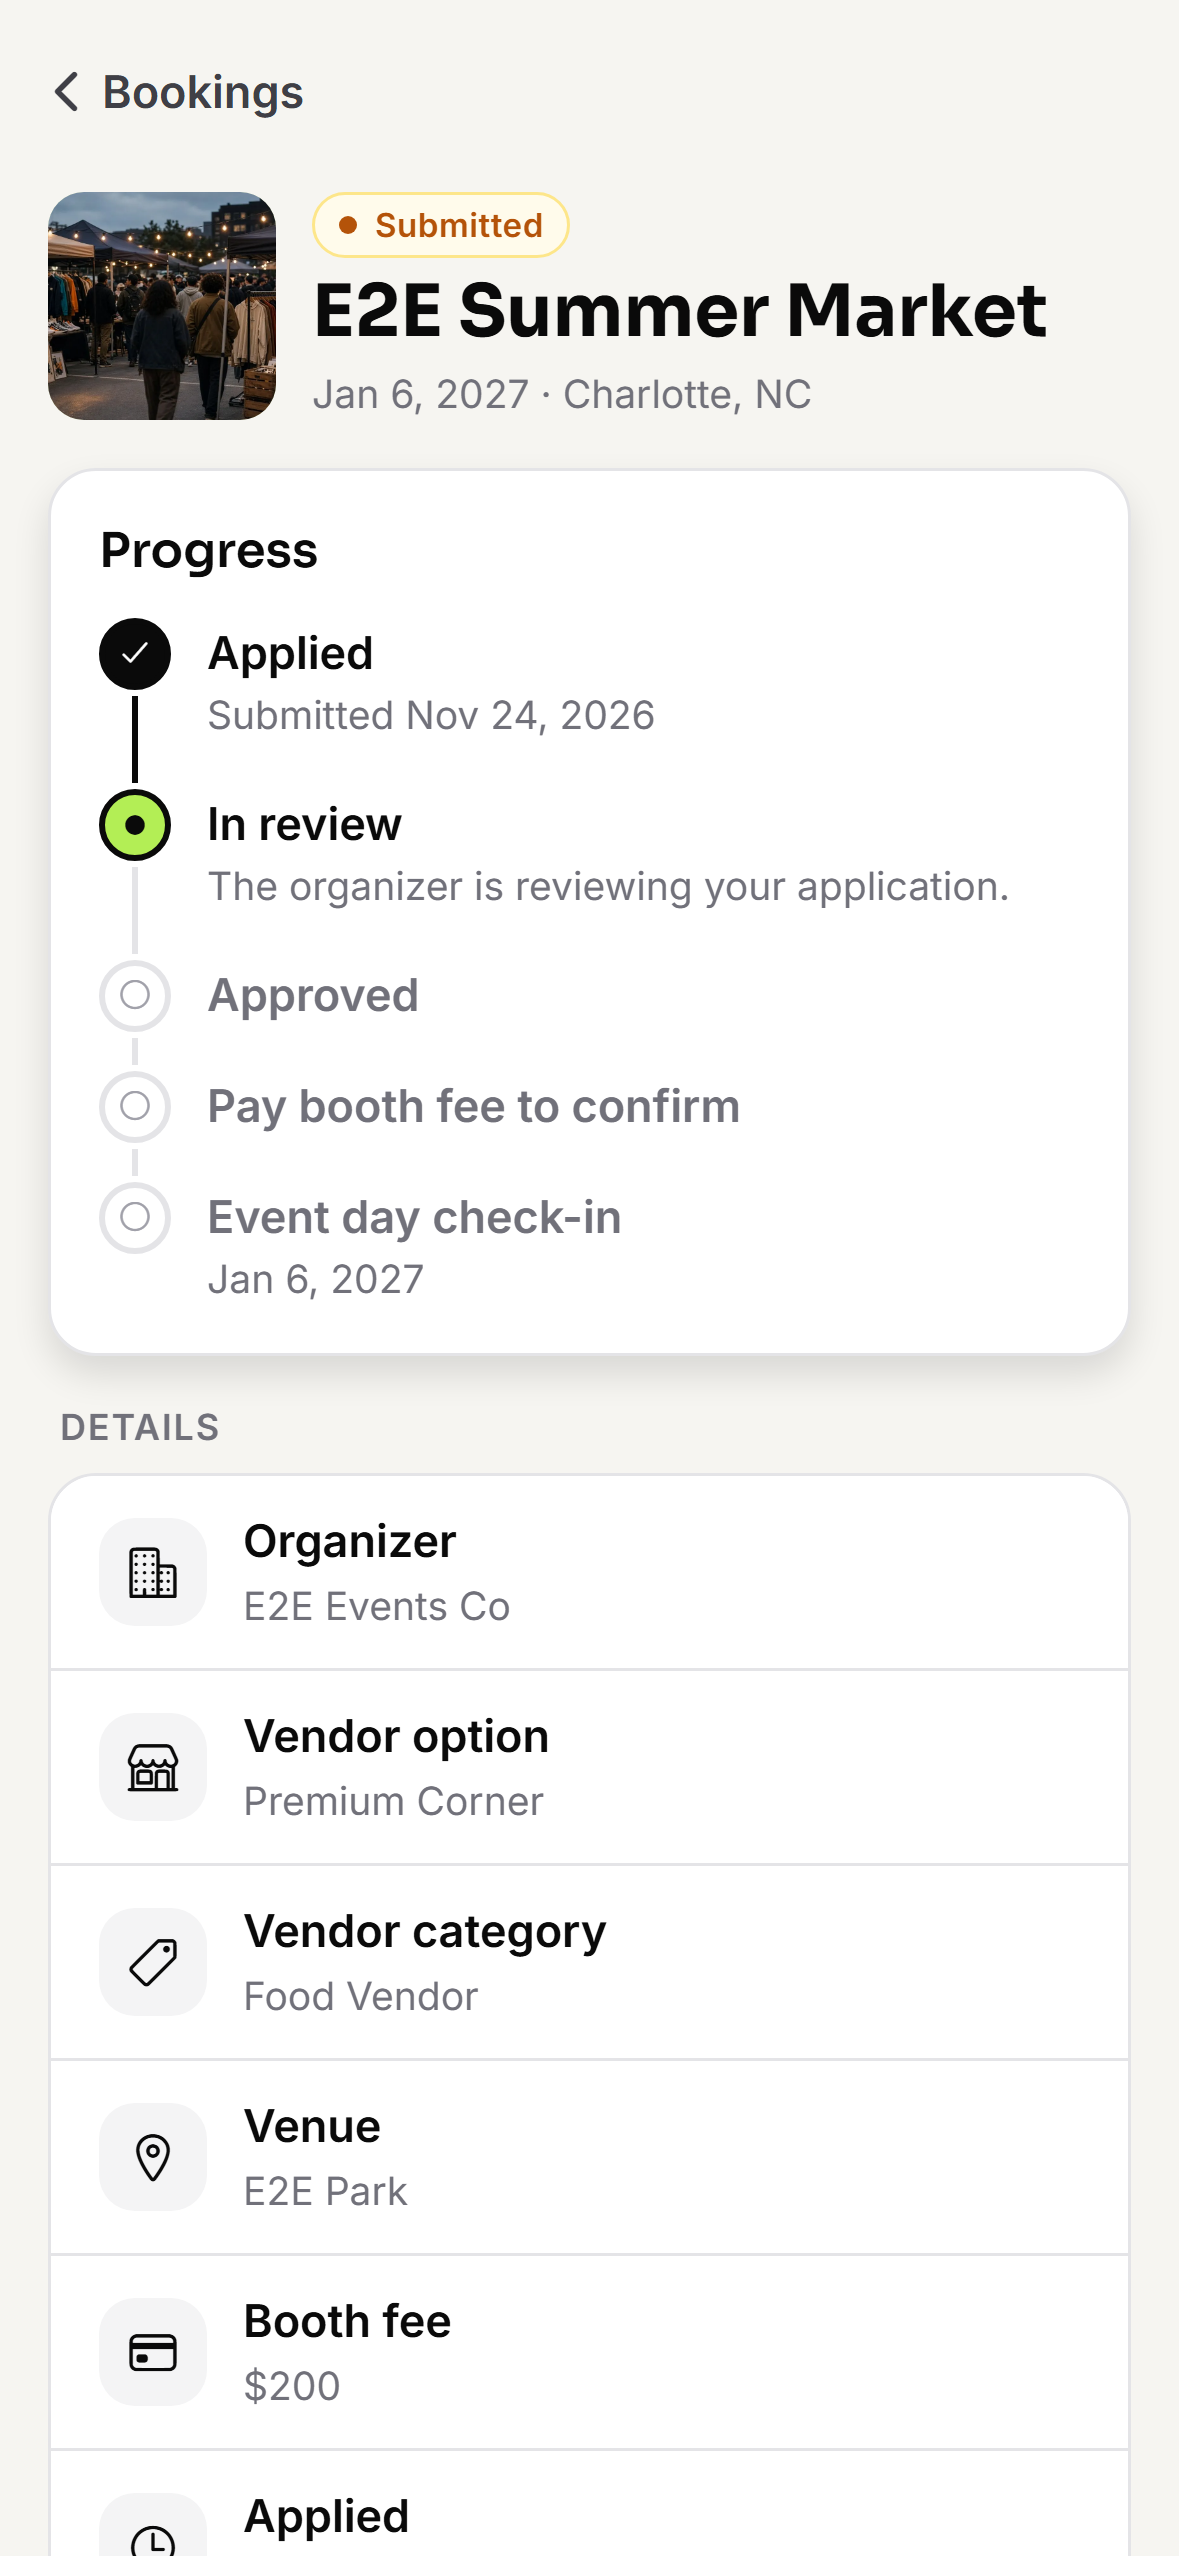 Bookings
Submitted
E2E Summer Market
Jan 6, 2027 · Charlotte, NC
Progress
Applied
Submitted Nov 24, 2026
In review
The organizer is reviewing your application.
Approved
Pay booth fee to confirm
Event day check-in
Jan 6, 2027
DETAILS
Organizer
E2E Events Co
Vendor option
Premium Corner
Vendor category
Food Vendor
Venue
E2E Park
Booth fee
$200
Applied